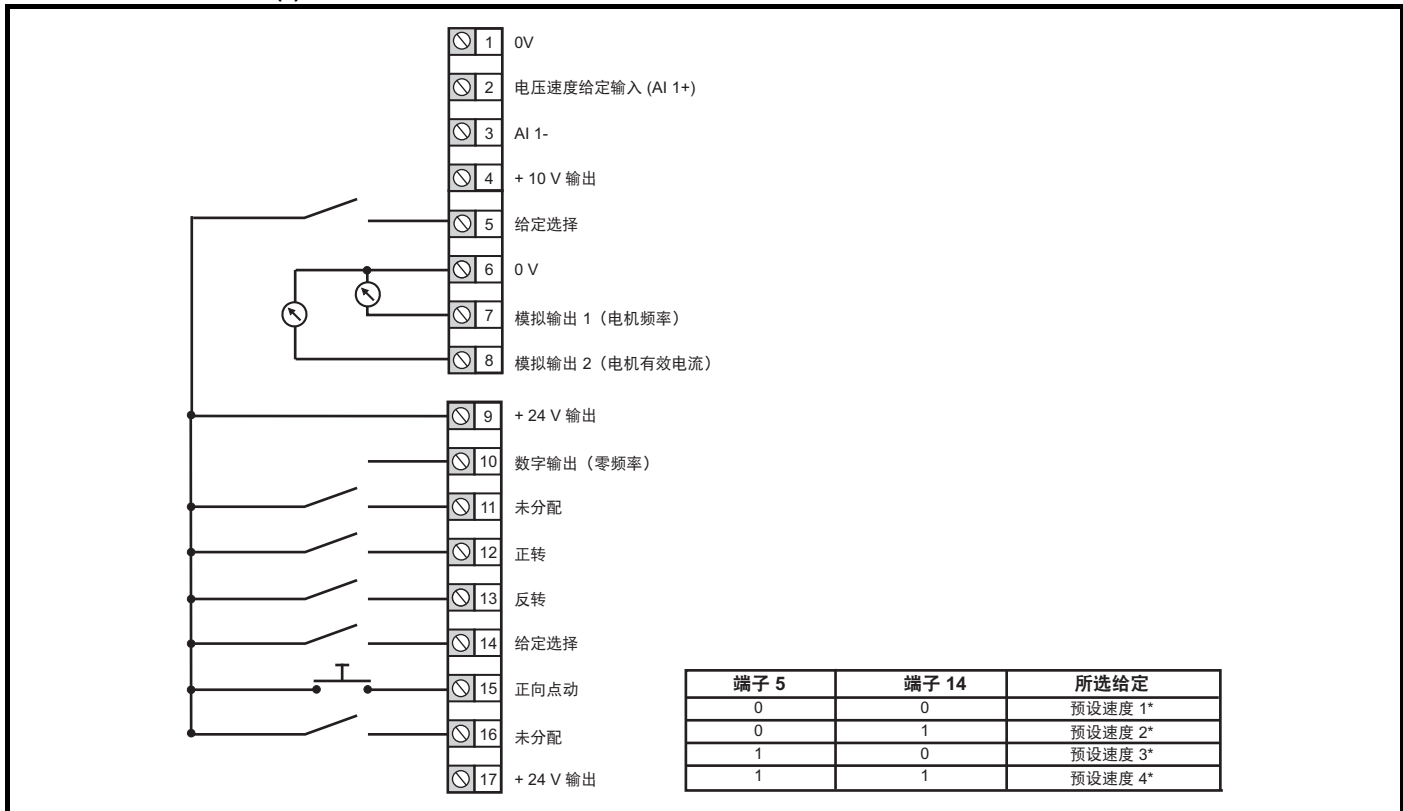 1 0V
2 电压速度给定输入 (AI 1+)
3 AI 1-
4 + 10 V 输出
5 给定选择
6 0 V
7 模拟输出 1（电机频率）
8 模拟输出 2（电机有效电流）
9 + 24 V 输出
10 数字输出（零频率）
11 未分配
12 正转
13 反转
14 给定选择
15 正向点动
16 未分配
17 + 24 V 输出
端子 5 端子 14 所选给定
0 0 预设速度 1*
0 1 预设速度 2*
1 0 预设速度 3*
1 1 预设速度 4*